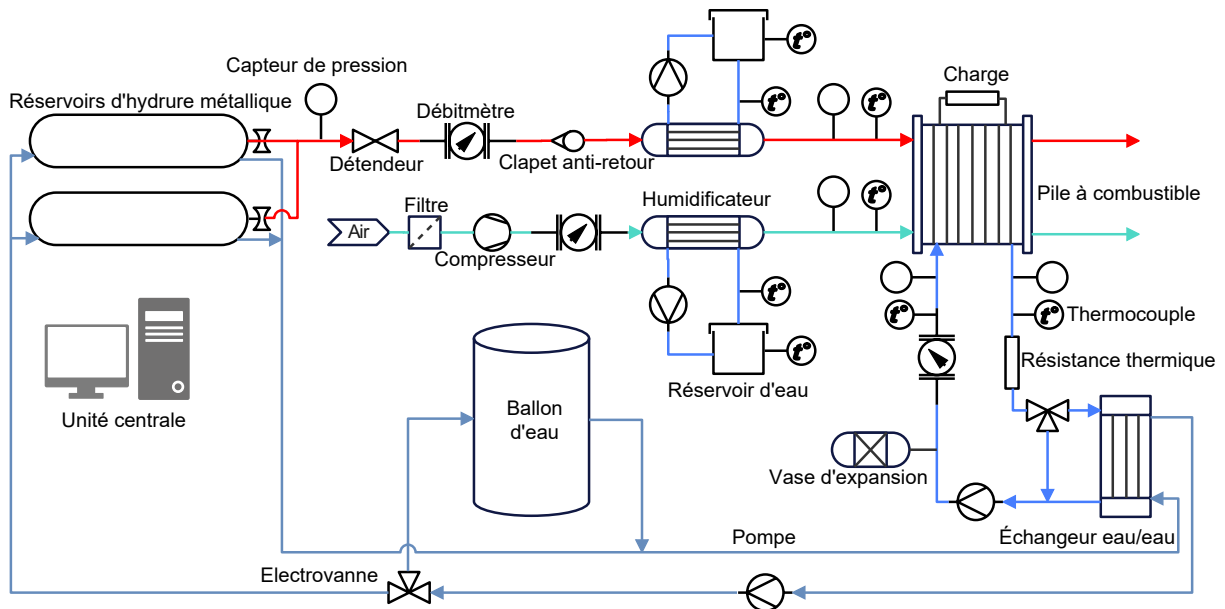 Capteur de pression
Réservoirs d'hydrure métallique
Débitmètre
Détendeur
Clapet anti-retour
t°
t°
t°
Charge
Pile à combustible
Air
Filtre
Compresseur
Humidificateur
t°
t°
t°
Réservoir d'eau
t°
t°
Thermocouple
Résistance thermique
Unité centrale
Ballon
d'eau
Vase d'expansion
Échangeur eau/eau
Pompe
Electrovanne